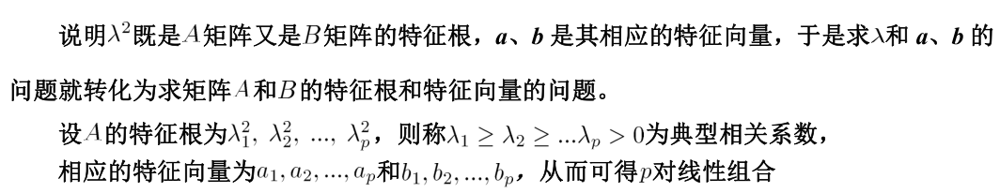 说明λ²既是A矩阵又是B矩阵的特征根，a、b 是其相应的特征向量，于是求λ和 a、b 的
问题就转化为求矩阵A和B的特征根和特征向量的问题。
设A的特征根为λ₁², λ₂², ..., λₚ²，则称λ₁ ≥ λ₂ ≥ ...λₚ > 0为典型相关系数，
相应的特征向量为a₁, a₂, ..., aₚ和b₁, b₂, ..., bₚ，从而可得p对线性组合